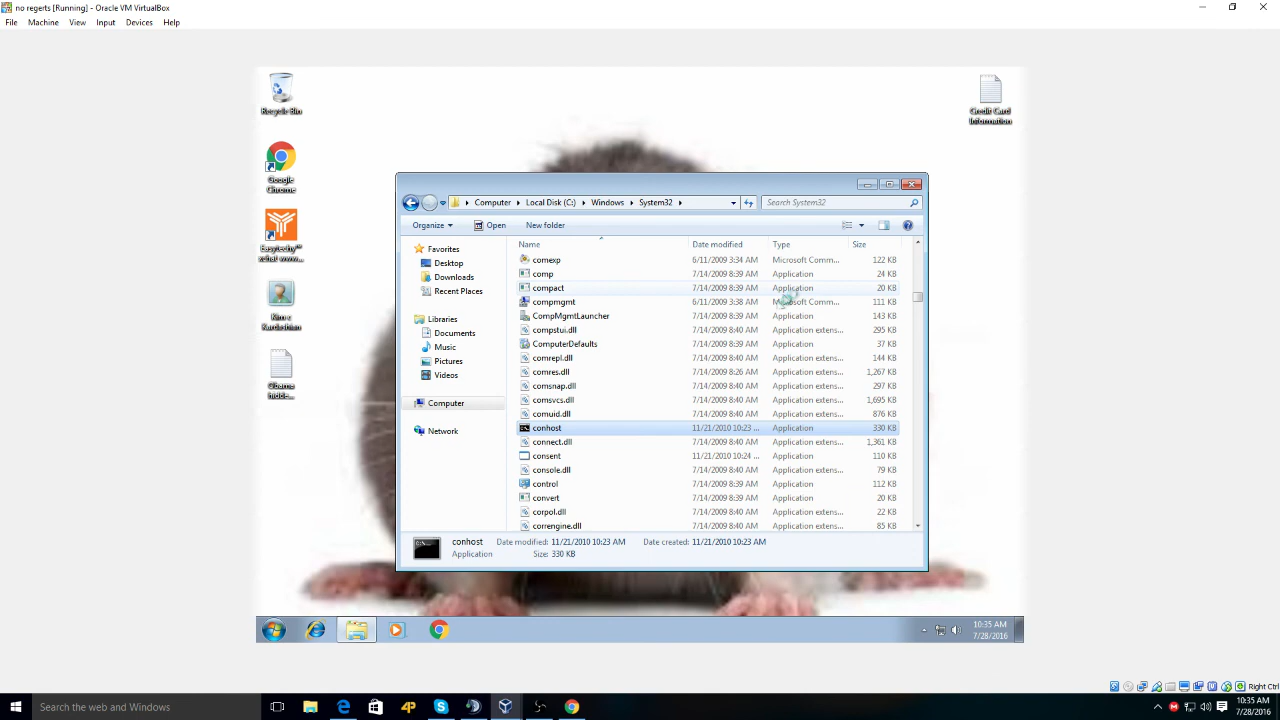 no regerts [Running] - Oracle VM VirtualBox
File Machine View Input Devices Help
Recycle Bin
Credit Card
Information
Google
Chrome
Easytechy™
xchat www...
Kim c
Kardashian
Obama
hidde...
Computer Local Disk (C:) Windows System32
Search System32
Organize Open New folder
Favorites
Desktop
Downloads
Recent Places
Libraries
Documents
Music
Pictures
Videos
Computer
Network
Name Date modified Type Size
comexp 6/11/2009 3:34 AM Microsoft Comm... 122 KB
comp 7/14/2009 8:39 AM Application 24 KB
compact 7/14/2009 8:39 AM Application 20 KB
compmgmt 6/11/2009 3:38 AM Microsoft Comm... 111 KB
CompMgmtLauncher 7/14/2009 8:39 AM Application 143 KB
compstui.dll 7/14/2009 8:40 AM Application extens... 295 KB
ComputerDefaults 7/14/2009 8:39 AM Application 37 KB
comrepl.dll 7/14/2009 8:40 AM Application extens... 144 KB
comres.dll 7/14/2009 8:26 AM Application extens... 1,267 KB
comsnap.dll 7/14/2009 8:40 AM Application extens... 297 KB
comsvcs.dll 7/14/2009 8:40 AM Application extens... 1,695 KB
comuid.dll 7/14/2009 8:40 AM Application extens... 876 KB
conhost 11/21/2010 10:23 ... Application 330 KB
connect.dll 7/14/2009 8:40 AM Application extens... 1,361 KB
consent 11/21/2010 10:24 ... Application 110 KB
console.dll 7/14/2009 8:40 AM Application extens... 79 KB
control 7/14/2009 8:39 AM Application 112 KB
convert 7/14/2009 8:39 AM Application 20 KB
corpol.dll 7/14/2009 8:40 AM Application extens... 22 KB
correngine.dll 7/14/2009 8:40 AM Application extens... 85 KB
conhost Date modified: 11/21/2010 10:23 AM Date created: 11/21/2010 10:23 AM
Application Size: 330 KB
10:35 AM
7/28/2016
Right Ctrl
Search the web and Windows
10:35 AM
7/28/2016